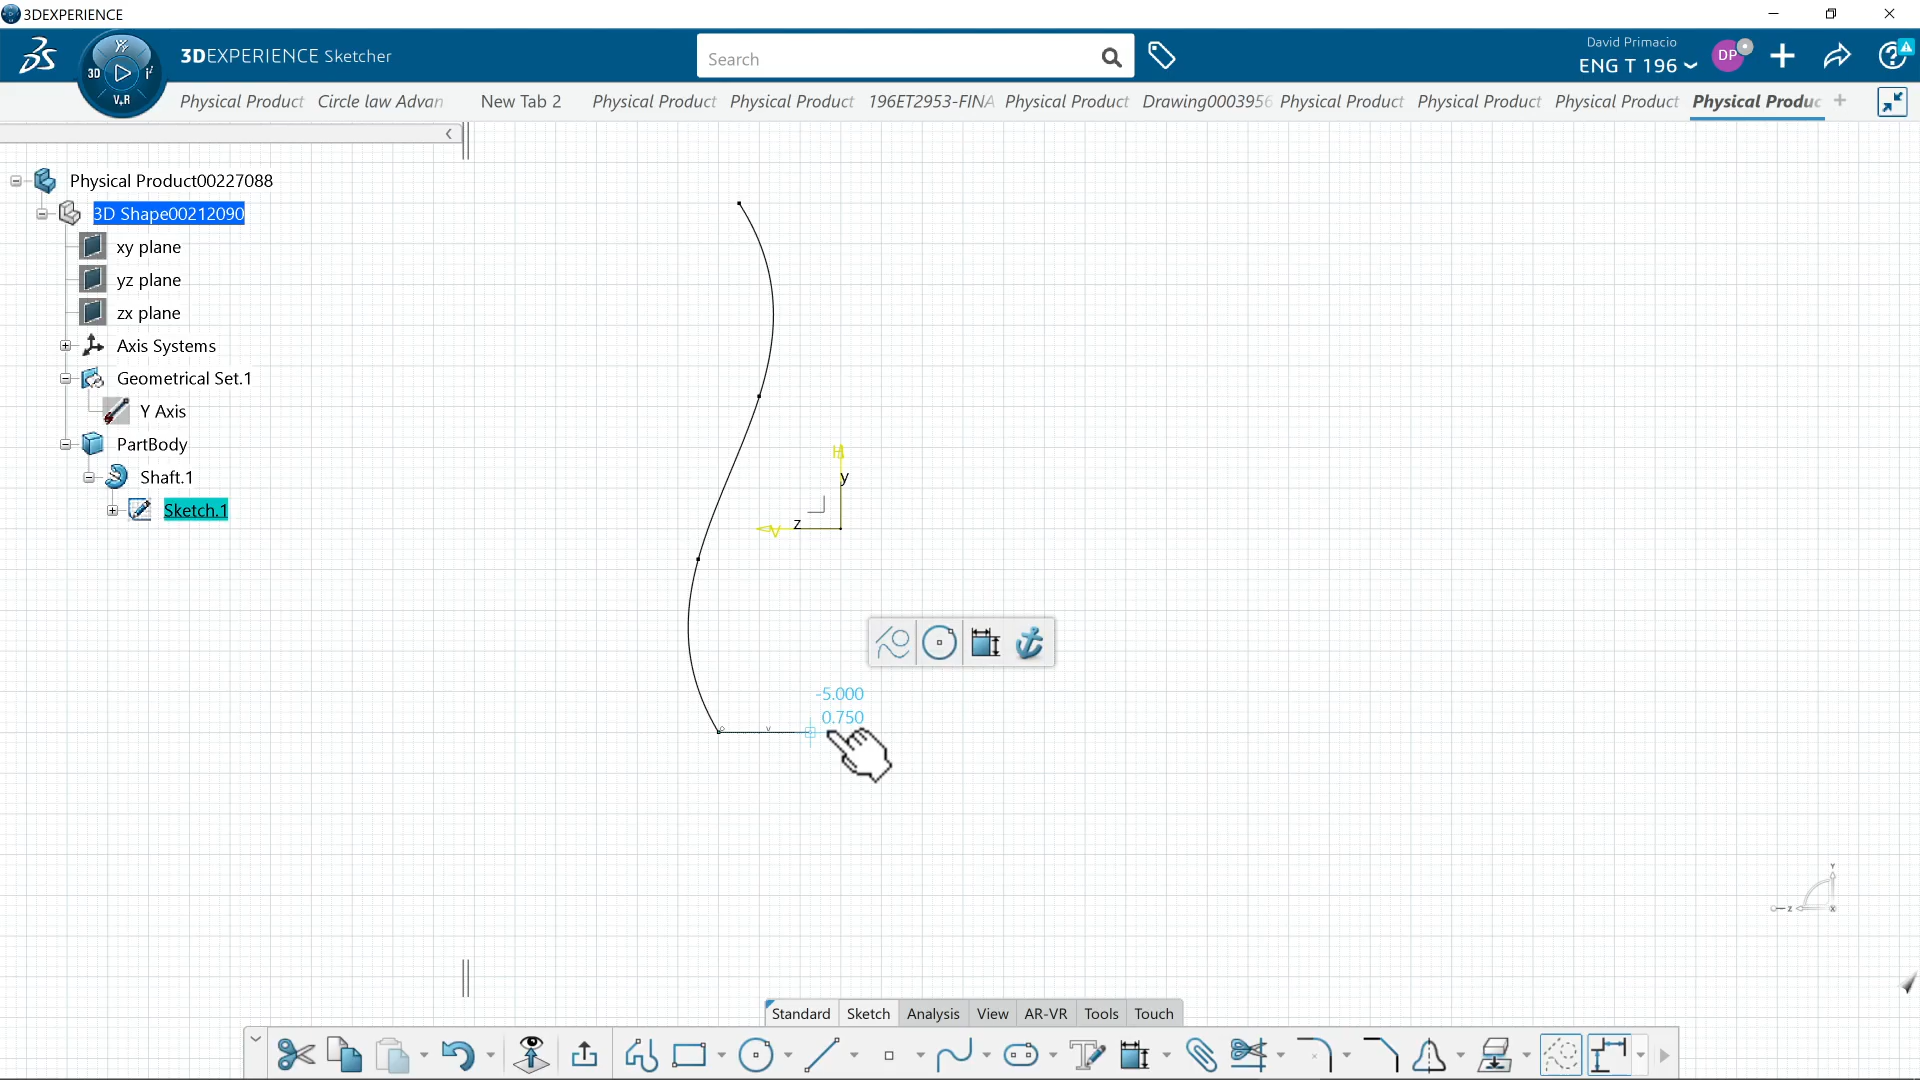 3DEXPERIENCE
3DEXPERIENCE Sketcher
Search
David Primacio
ENG T 196
DP
3D
V+R
Physical Product
Circle law Advan
New Tab 2
Physical Product
Physical Product
196ET2953-FINA
Physical Product
Drawing0003956
Physical Product
Physical Product
Physical Product
Physical Produc
Physical Product00227088
3D Shape00212090
xy plane
yz plane
zx plane
Axis Systems
Geometrical Set.1
Y Axis
PartBody
Shaft.1
Sketch.1
H
y
z
V
-5.000
0.750
v
Y
Z
X
Standard
Sketch
Analysis
View
AR-VR
Tools
Touch